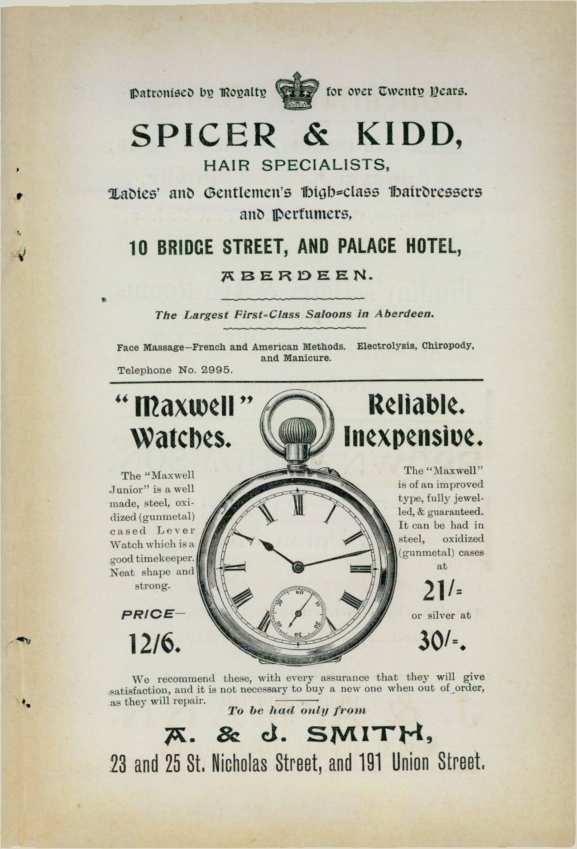 Patronised by Royalty for over Twenty Years.
SPICER & KIDD,
HAIR SPECIALISTS,
Ladies' and Gentlemen's High-class Hairdressers
and Perfumers,
10 BRIDGE STREET, AND PALACE HOTEL,
ABERDEEN.
The Largest First-Class Saloons in Aberdeen.
Face Massage—French and American Methods. Electrolysis, Chiropody,
and Manicure.
Telephone No. 2995.
"Maxwell"
Watches.
Reliable.
Inexpensive.
The "Maxwell
Junior" is a well
made, steel, oxi-
dized (gunmetal)
cased Lever
Watch which is a
good timekeeper.
Neat shape and
strong.
PRICE—
12/6.
The "Maxwell"
is of an improved
type, fully jewel-
led, & guaranteed.
It can be had in
steel, oxidized
(gunmetal) cases
at
21/=
or silver at
30/=.
We recommend these, with every assurance that they will give
satisfaction, and it is not necessary to buy a new one when out of order,
as they will repair.
To be had only from
A. & J. SMITH,
23 and 25 St. Nicholas Street, and 191 Union Street.